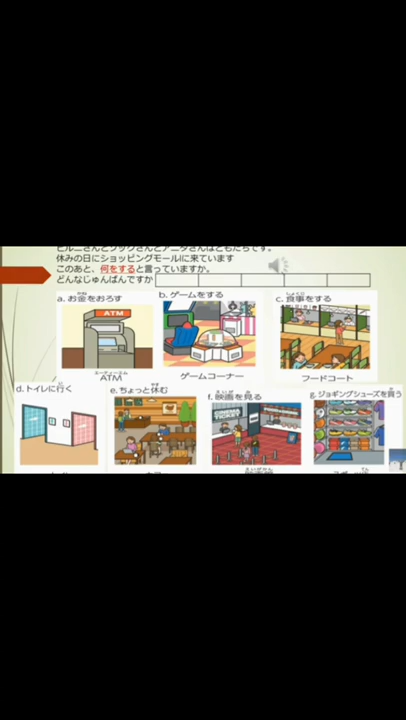 休みの日にショッピングモールに来ています
このあと、何をすると言っていますか。
どんなじゅんばんですか
a. お金をおろす
b. ゲームをする
c. 食事をする
ATM
ATM
ゲームコーナー
フードコート
d. トイレに行く
e. ちょっと休む
f. 映画を見る
g. ジョギングシューズを買う